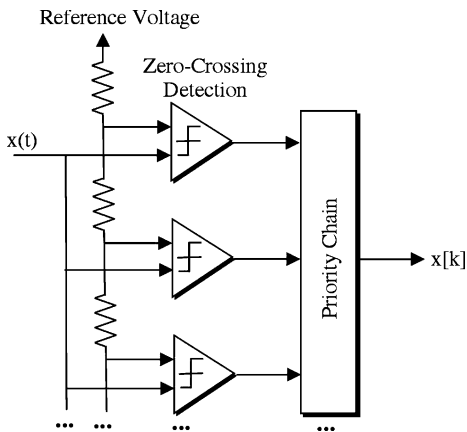 Reference Voltage
Zero-Crossing
Detection
x(t)
Priority Chain
x[k]
... ... ... ...